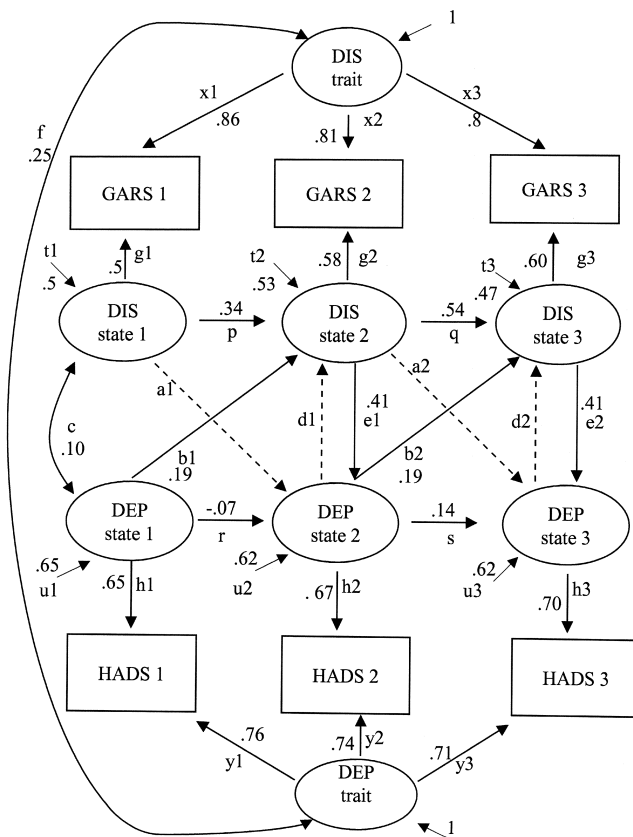 1
DIS
trait
x1
.86
x2
.81
x3
.8
f
.25
GARS 1
GARS 2
GARS 3
t1
.5
g1
.5
t2
.53
.58
g2
t3
.47
.60
g3
DIS
state 1
.34
p
DIS
state 2
.54
q
DIS
state 3
a1
a2
c
.10
b1
.19
d1
.41
e1
b2
.19
d2
.41
e2
DEP
state 1
-.07
r
DEP
state 2
.14
s
DEP
state 3
.65
u1
.65
h1
.62
u2
.67
h2
.62
u3
.70
h3
HADS 1
HADS 2
HADS 3
.76
y1
.74
y2
.71
y3
DEP
trait
1